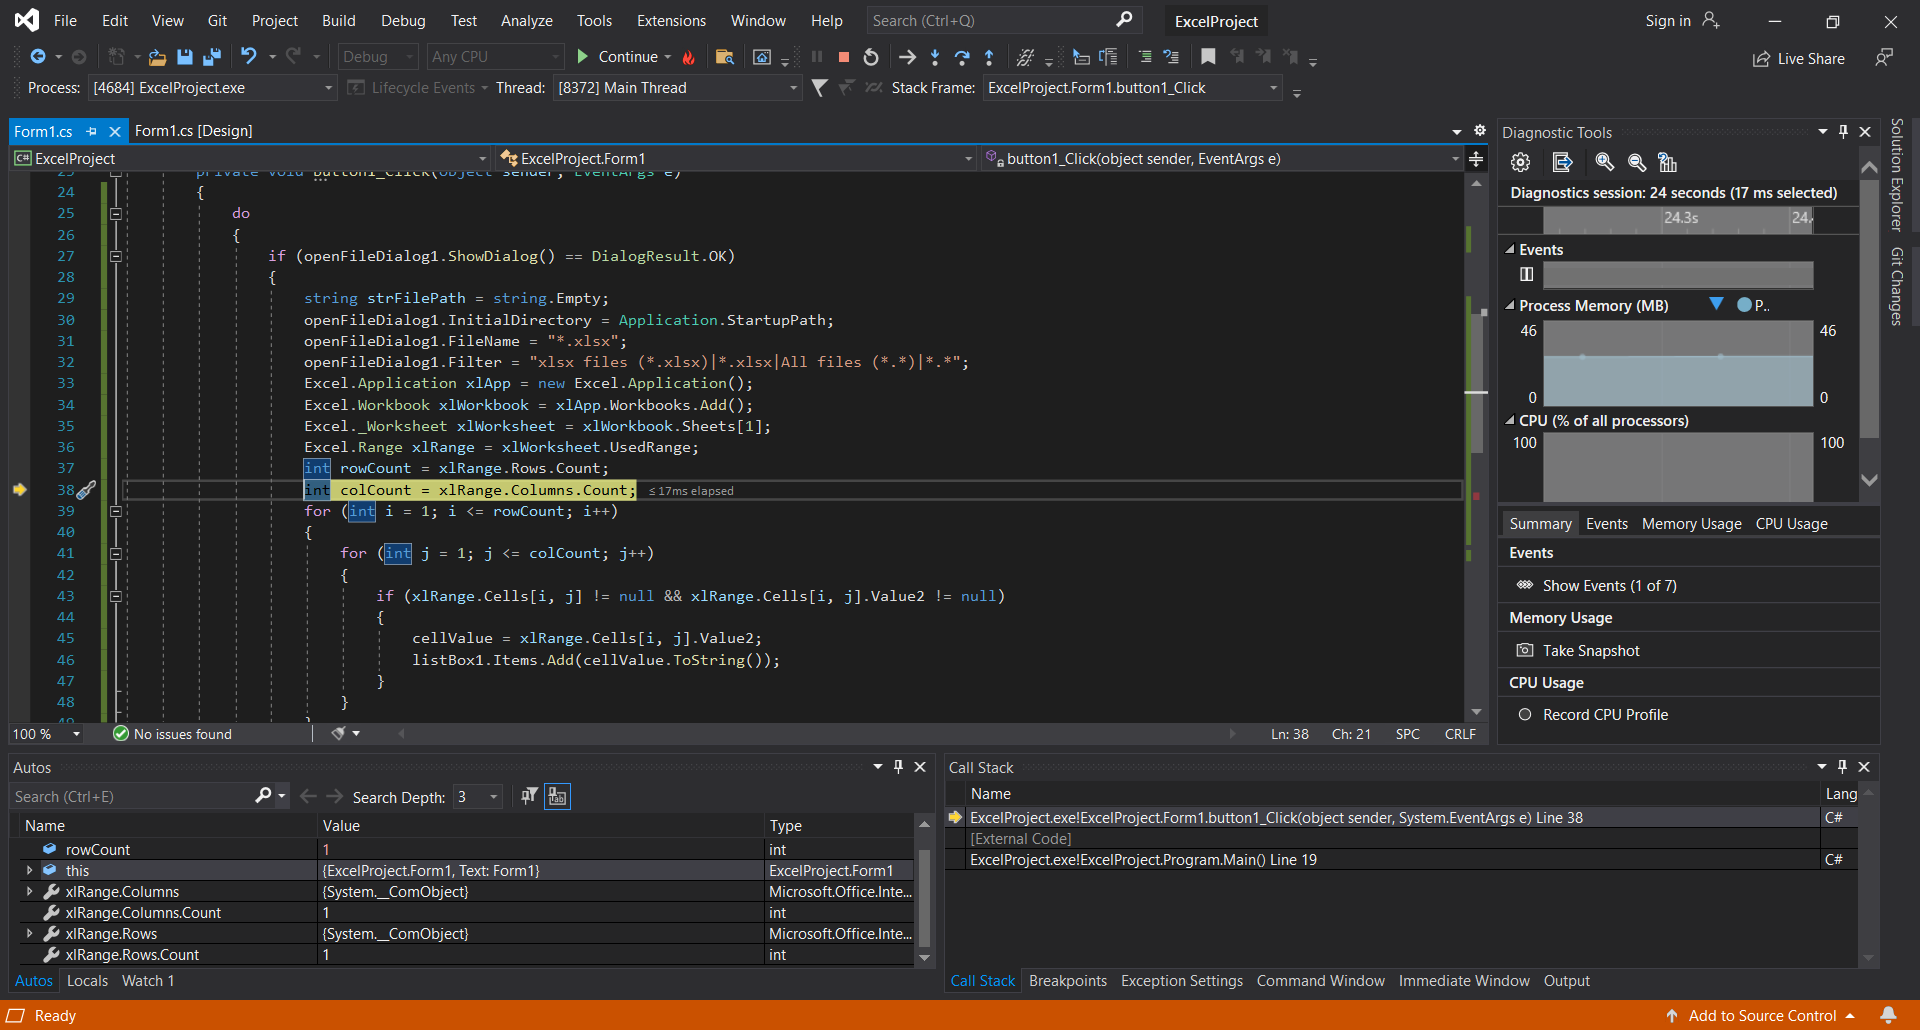 File Edit View Git Project Build Debug Test Analyze Tools Extensions Window Help Search (Ctrl+Q) ExcelProject Sign in
Debug Any CPU Continue Live Share
Process: [4684] ExcelProject.exe Lifecycle Events Thread: [8372] Main Thread Stack Frame: ExcelProject.Form1.button1_Click
Form1.cs Form1.cs [Design]
C# ExcelProject ExcelProject.Form1 button1_Click(object sender, EventArgs e)
23 private void button1_Click(object sender, EventArgs e)
24 {
25 do
26 {
27 if (openFileDialog1.ShowDialog() == DialogResult.OK)
28 {
29 string strFilePath = string.Empty;
30 openFileDialog1.InitialDirectory = Application.StartupPath;
31 openFileDialog1.FileName = "*.xlsx";
32 openFileDialog1.Filter = "xlsx files (*.xlsx)|*.xlsx|All files (*.*)|*.*";
33 Excel.Application xlApp = new Excel.Application();
34 Excel.Workbook xlWorkbook = xlApp.Workbooks.Add();
35 Excel._Worksheet xlWorksheet = xlWorkbook.Sheets[1];
36 Excel.Range xlRange = xlWorksheet.UsedRange;
37 int rowCount = xlRange.Rows.Count;
38 int colCount = xlRange.Columns.Count; ≤17ms elapsed
39 for (int i = 1; i <= rowCount; i++)
40 {
41 for (int j = 1; j <= colCount; j++)
42 {
43 if (xlRange.Cells[i, j] != null && xlRange.Cells[i, j].Value2 != null)
44 {
45 cellValue = xlRange.Cells[i, j].Value2;
46 listBox1.Items.Add(cellValue.ToString());
47 }
48 }
49 }
100 % No issues found Ln: 38 Ch: 21 SPC CRLF
Diagnostic Tools
Diagnostics session: 24 seconds (17 ms selected)
24.3s 24.
Events
Process Memory (MB) P..
46 46
0 0
CPU (% of all processors)
100 100
Summary Events Memory Usage CPU Usage
Events
Show Events (1 of 7)
Memory Usage
Take Snapshot
CPU Usage
Record CPU Profile
Solution Explorer
Git Changes
Autos
Search (Ctrl+E) Search Depth: 3
Name Value Type
rowCount 1 int
this {ExcelProject.Form1, Text: Form1} ExcelProject.Form1
xlRange.Columns {System.__ComObject} Microsoft.Office.Inte...
xlRange.Columns.Count 1 int
xlRange.Rows {System.__ComObject} Microsoft.Office.Inte...
xlRange.Rows.Count 1 int
Autos Locals Watch 1
Call Stack
Name Lang
ExcelProject.exe!ExcelProject.Form1.button1_Click(object sender, System.EventArgs e) Line 38 C#
[External Code]
ExcelProject.exe!ExcelProject.Program.Main() Line 19 C#
Call Stack Breakpoints Exception Settings Command Window Immediate Window Output
Ready Add to Source Control